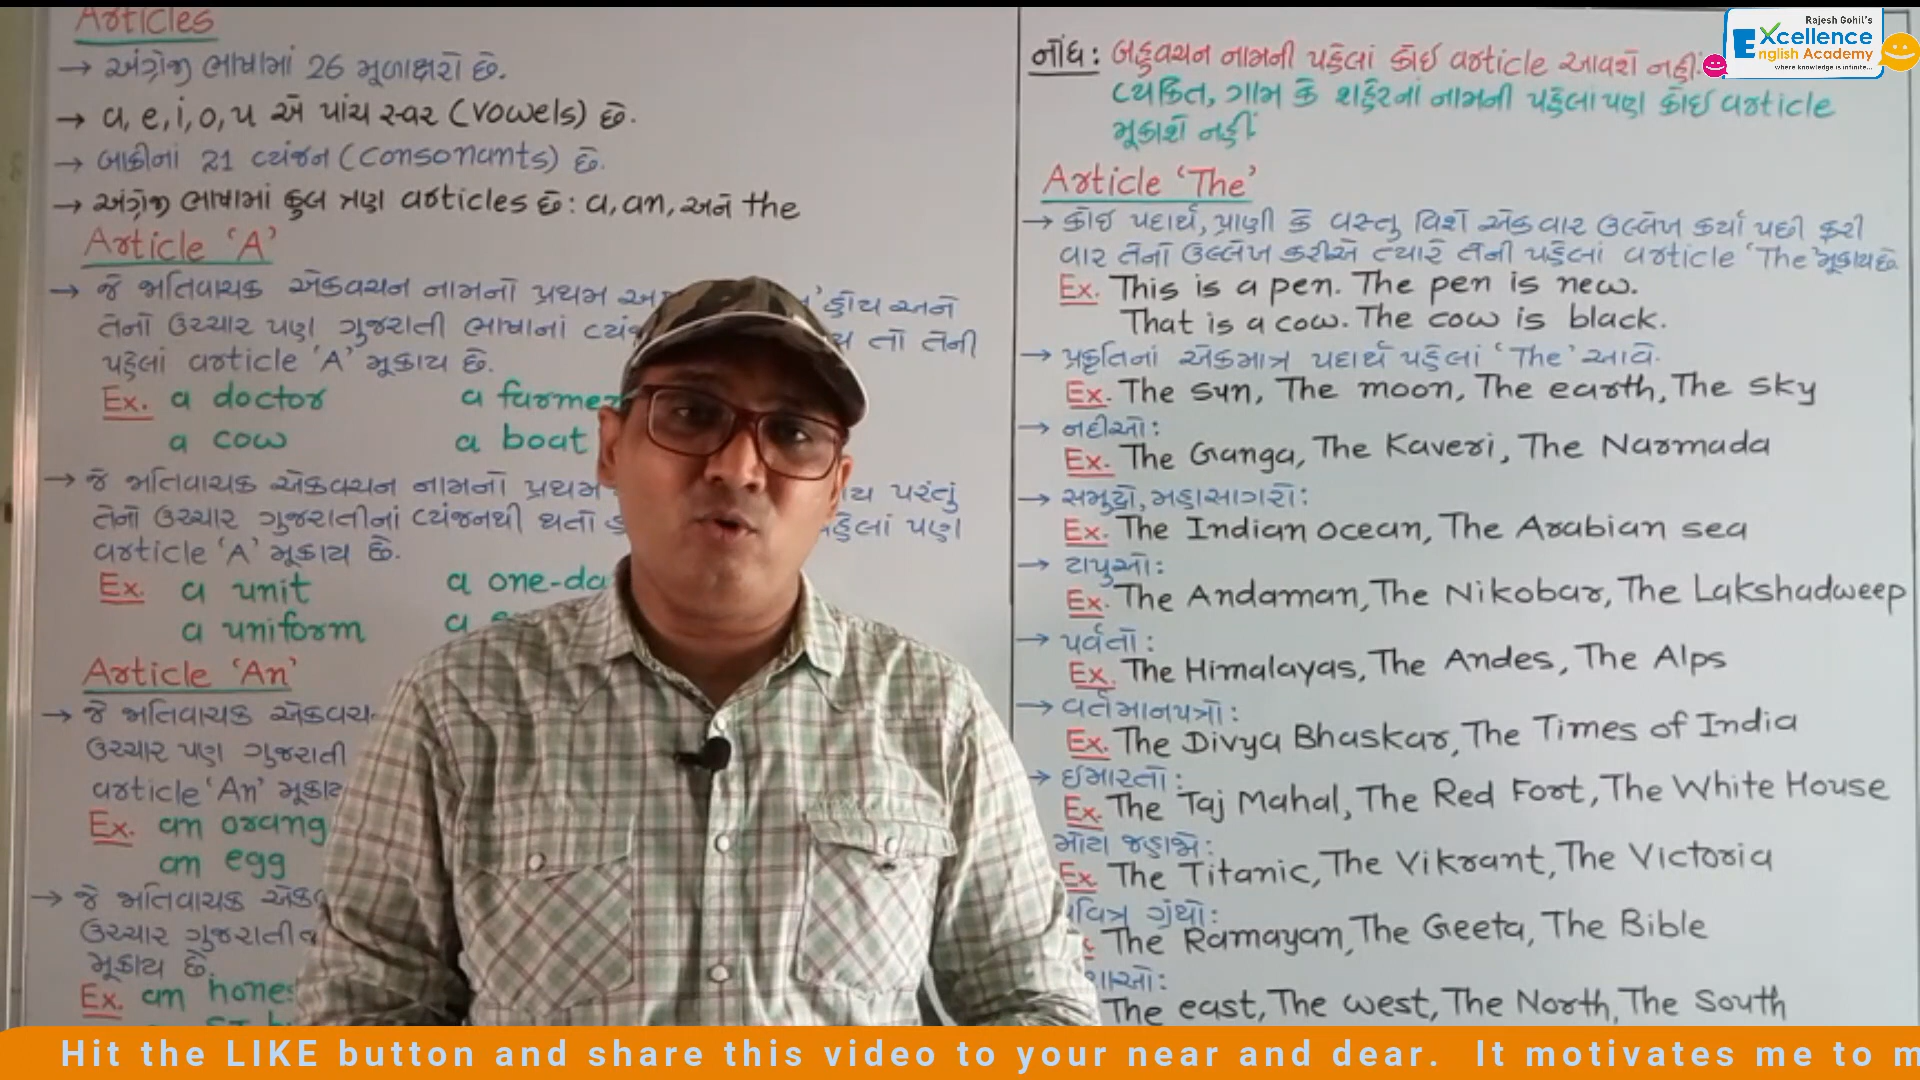 Articles
→ અંગ્રેજી ભાષામાં 26 મૂળાક્ષરો છે.
→ a, e, i, o, u એ પાંચ સ્વર (vowels) છે.
→ બાકીનાં 21 વ્યંજન (consonants) છે.
→ અંગ્રેજી ભાષામાં કુલ ત્રણ articles છે: a, an, અને the
Article ‘A’
→ જે જાતિવાચક એકવચન નામનો પ્રથમ હોય અને
તેનો ઉચ્ચાર પણ ગુજરાતી ભાષાનાં તો તેની
પહેલાં article ‘A’ મૂકાય છે.
Ex. a doctor a farmer
a cow a boat
→ જે જાતિવાચક એકવચન નામનો પ્રથમ પરંતુ
તેનો ઉચ્ચાર ગુજરાતીનાં વ્યંજનથી થતો પહેલાં પણ
article ‘A’ મૂકાય છે.
Ex. a unit a one-da
a uniform a
Article ‘An’
→ જે જાતિવાચક
ઉચ્ચાર પણ ગુજરાતી
article ‘An’
Ex. an orang
an egg
→ જે જાતિવાચક
ઉચ્ચાર ગુજરાતી
મૂકાય છે.
Ex. an hones
નોંધ: બહુવચન નામની પહેલાં કોઈ article આવશે નહીં.
વ્યકિત, ગામ કે શહેરનાં નામની પહેલાં પણ કોઈ article
મૂકાશે નહીં
Article ‘The’
→ કોઈ પદાર્થ, પ્રાણી કે વસ્તુ વિશે એકવાર ઉલ્લેખ કર્યા પછી ફરી
વાર તેનો ઉલ્લેખ કરીએ ત્યારે તેની પહેલાં article ‘The’ મૂકાય છે
Ex. This is a pen. The pen is new.
That is a cow. The cow is black.
→ પ્રકૃતિનાં એકમાત્ર પદાર્થ પહેલાં ‘The’ આવે.
Ex. The sun, The moon, The earth, The sky
→ નદીઓ:
Ex. The Ganga, The Kaveri, The Narmada
→ સમુદ્રો, મહાસાગરો:
Ex. The Indian ocean, The Arabian sea
→ ટાપુઓ:
Ex. The Andaman, The Nikobar, The Lakshadweep
→ પર્વતો:
Ex. The Himalayas, The Andes, The Alps
→ વર્તમાનપત્રો:
Ex. The Divya Bhaskar, The Times of India
→ ઈમારતો:
Ex. The Taj Mahal, The Red Fort, The White House
મોટા જહાજો:
Ex. The Titanic, The Vikrant, The Victoria
પવિત્ર ગ્રંથો:
The Ramayan, The Geeta, The Bible
The east, The west, The North, The South
Rajesh Gohil's
EXcellence
English Academy
where knowledge is infinite...
Hit the LIKE button and share this video to your near and dear. It motivates me to m